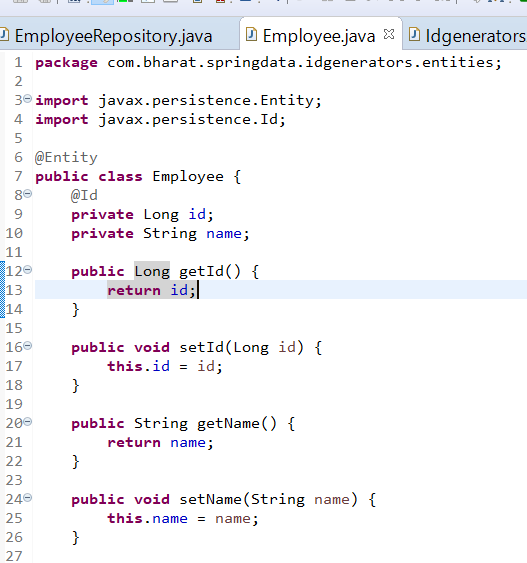 EmployeeRepository.java Employee.java Idgenerators
1 package com.bharat.springdata.idgenerators.entities;
2
3 import javax.persistence.Entity;
4 import javax.persistence.Id;
5
6 @Entity
7 public class Employee {
8 @Id
9 private Long id;
10 private String name;
11
12 public Long getId() {
13 return id;
14 }
15
16 public void setId(Long id) {
17 this.id = id;
18 }
19
20 public String getName() {
21 return name;
22 }
23
24 public void setName(String name) {
25 this.name = name;
26 }
27